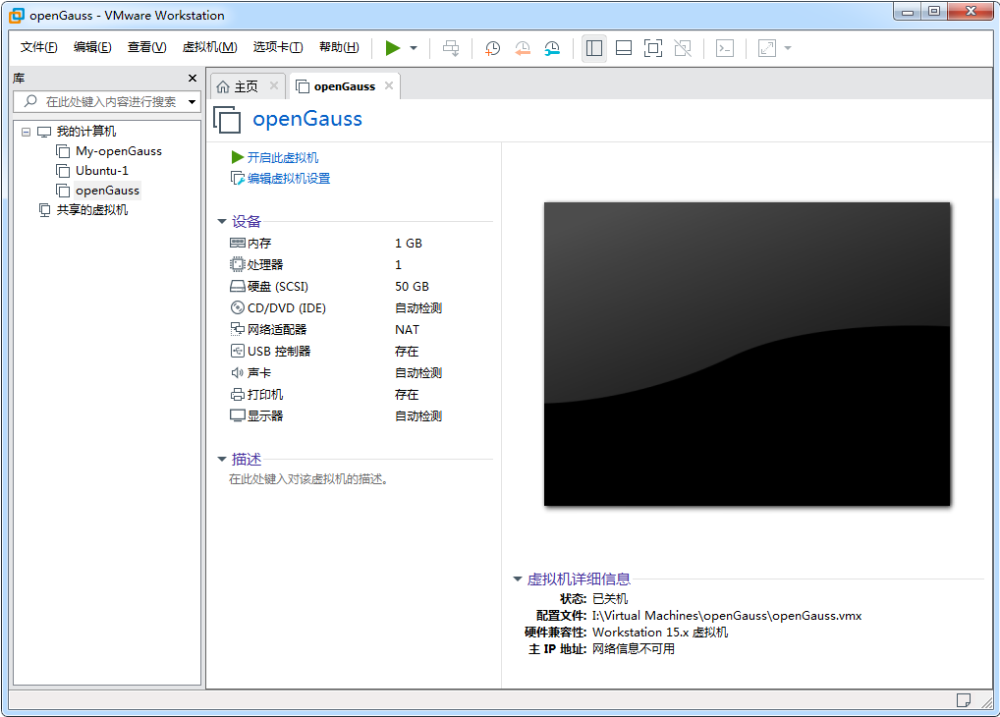 openGauss - VMware Workstation
文件(F) 编辑(E) 查看(V) 虚拟机(M) 选项卡(T) 帮助(H)
库
在此处键入内容进行搜索
我的计算机
My-openGauss
Ubuntu-1
openGauss
共享的虚拟机
主页 openGauss
openGauss
开启此虚拟机
编辑虚拟机设置
设备
内存 1 GB
处理器 1
硬盘 (SCSI) 50 GB
CD/DVD (IDE) 自动检测
网络适配器 NAT
USB 控制器 存在
声卡 自动检测
打印机 存在
显示器 自动检测
描述
在此处键入对该虚拟机的描述。
虚拟机详细信息
状态: 已关机
配置文件: I:\Virtual Machines\openGauss\openGauss.vmx
硬件兼容性: Workstation 15.x 虚拟机
主 IP 地址: 网络信息不可用